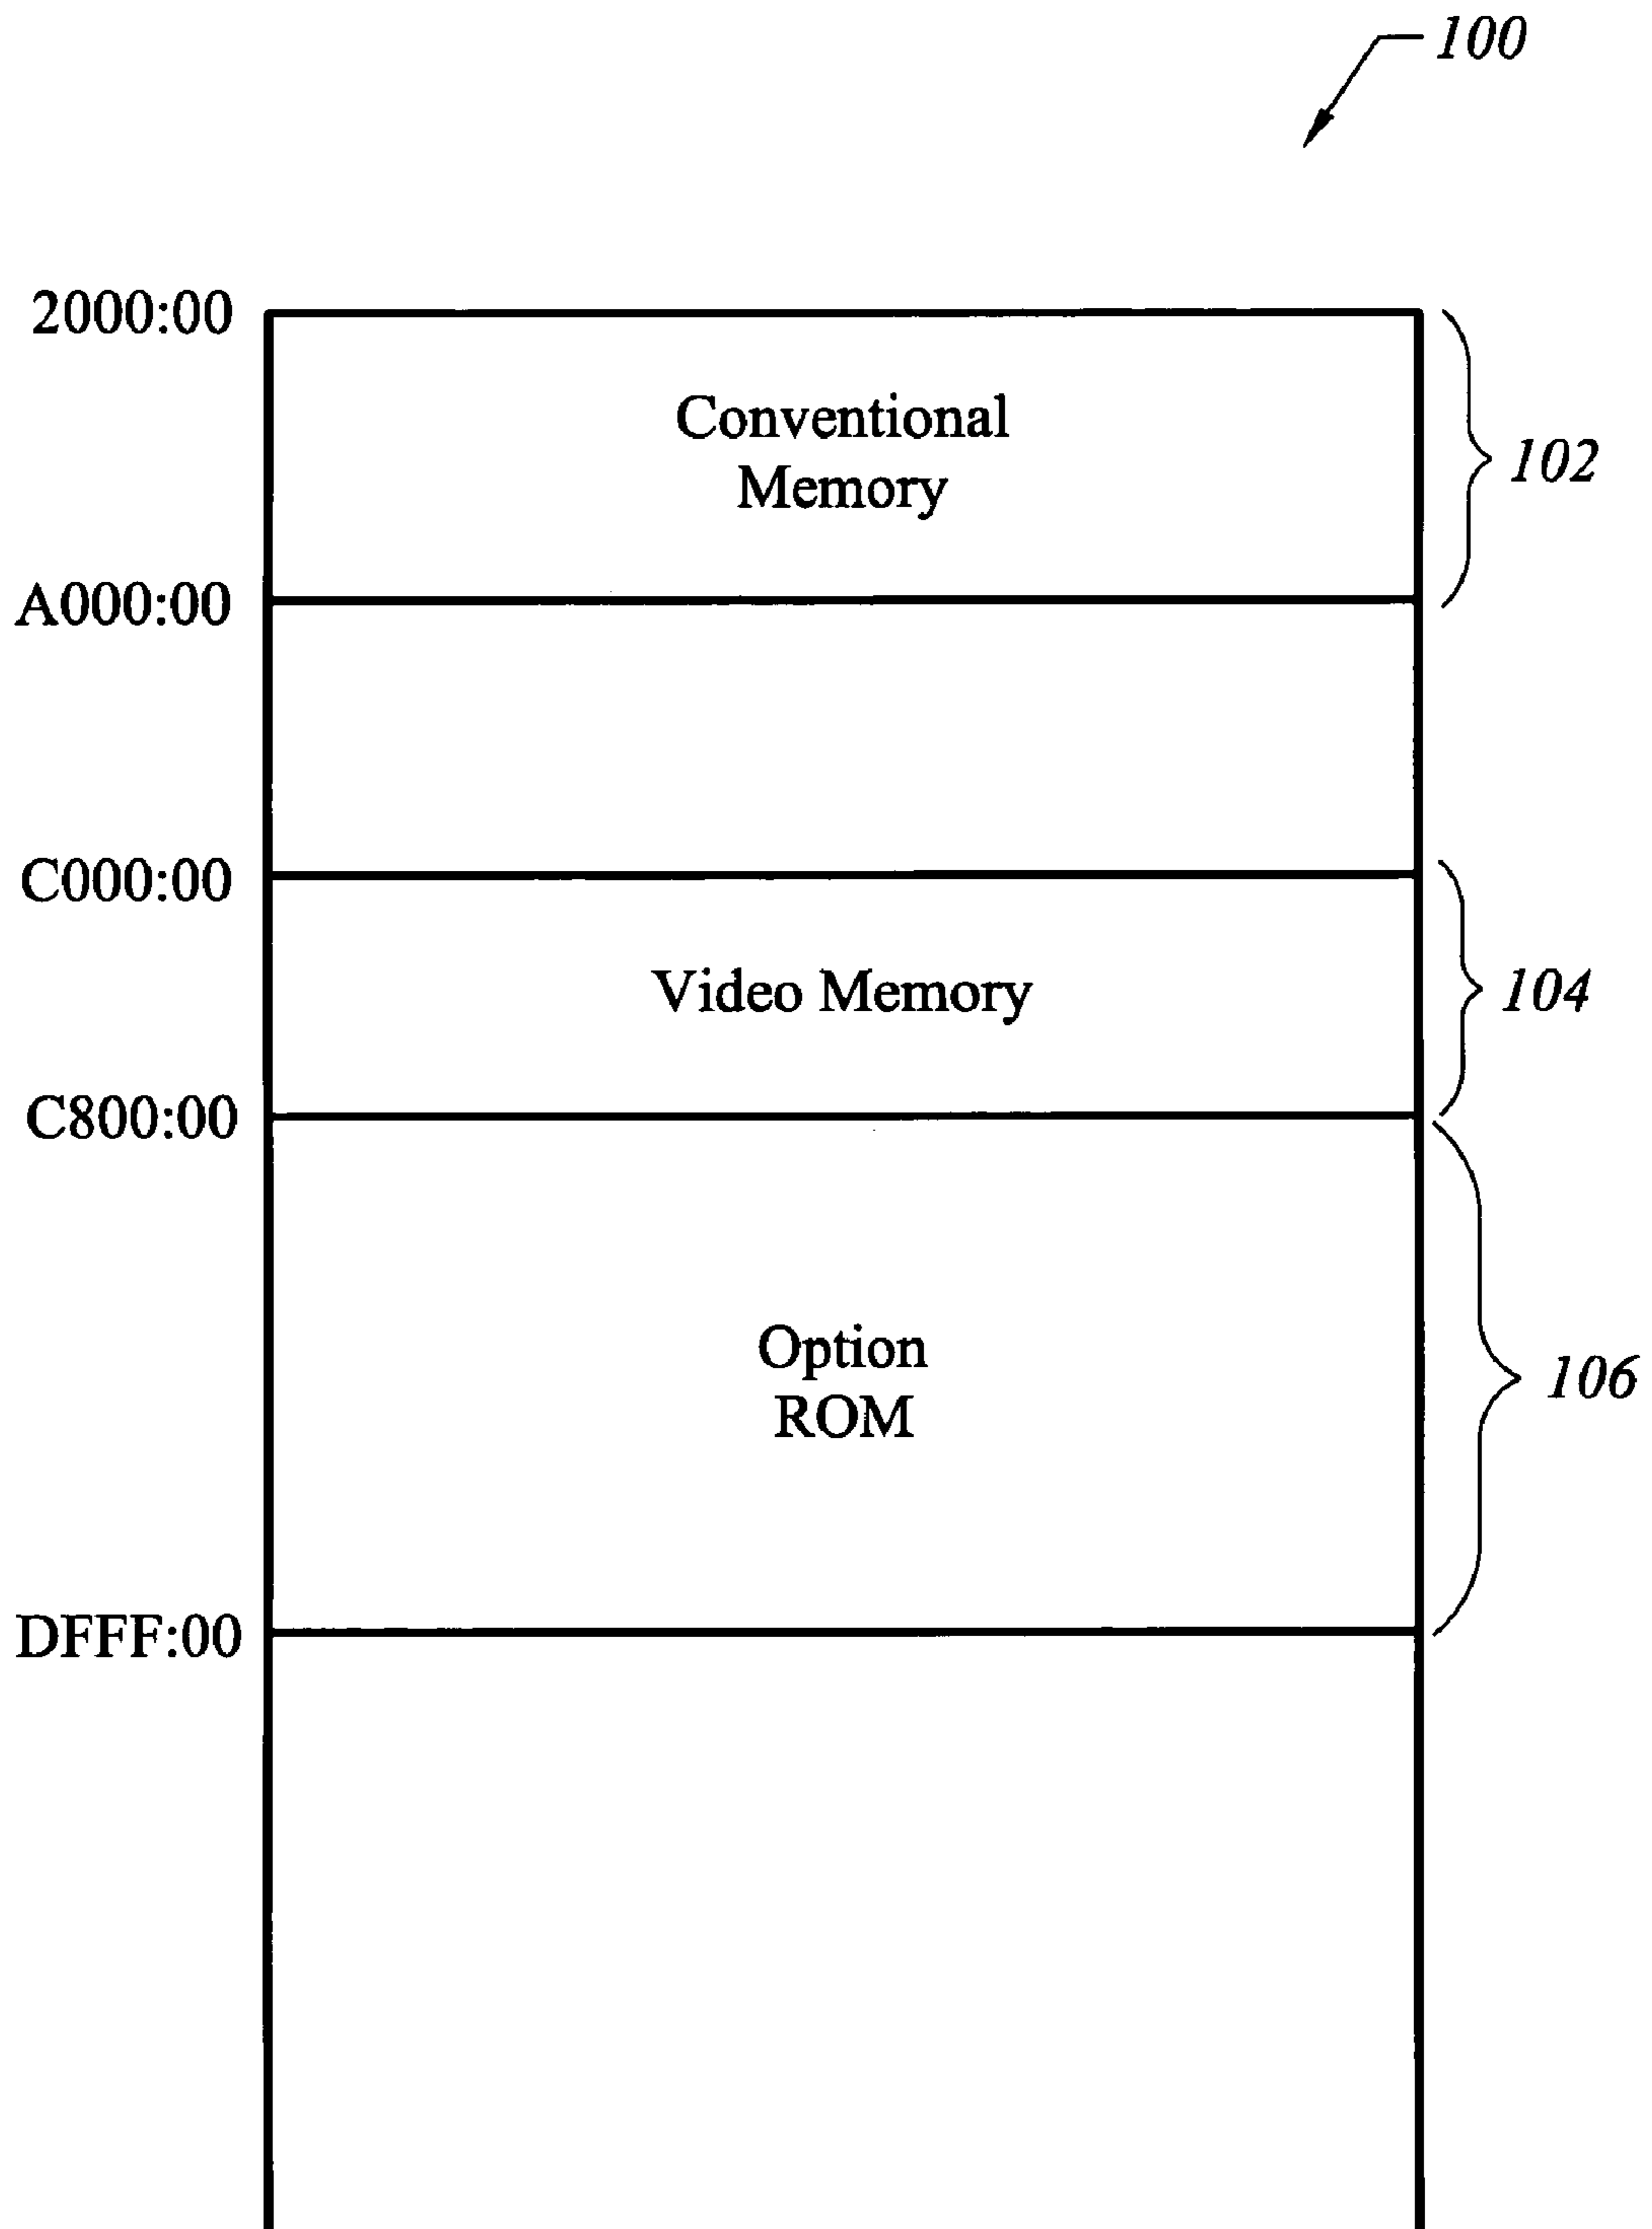 100
2000:00
Conventional
Memory
102
A000:00
C000:00
Video Memory
104
C800:00
Option
ROM
106
DFFF:00